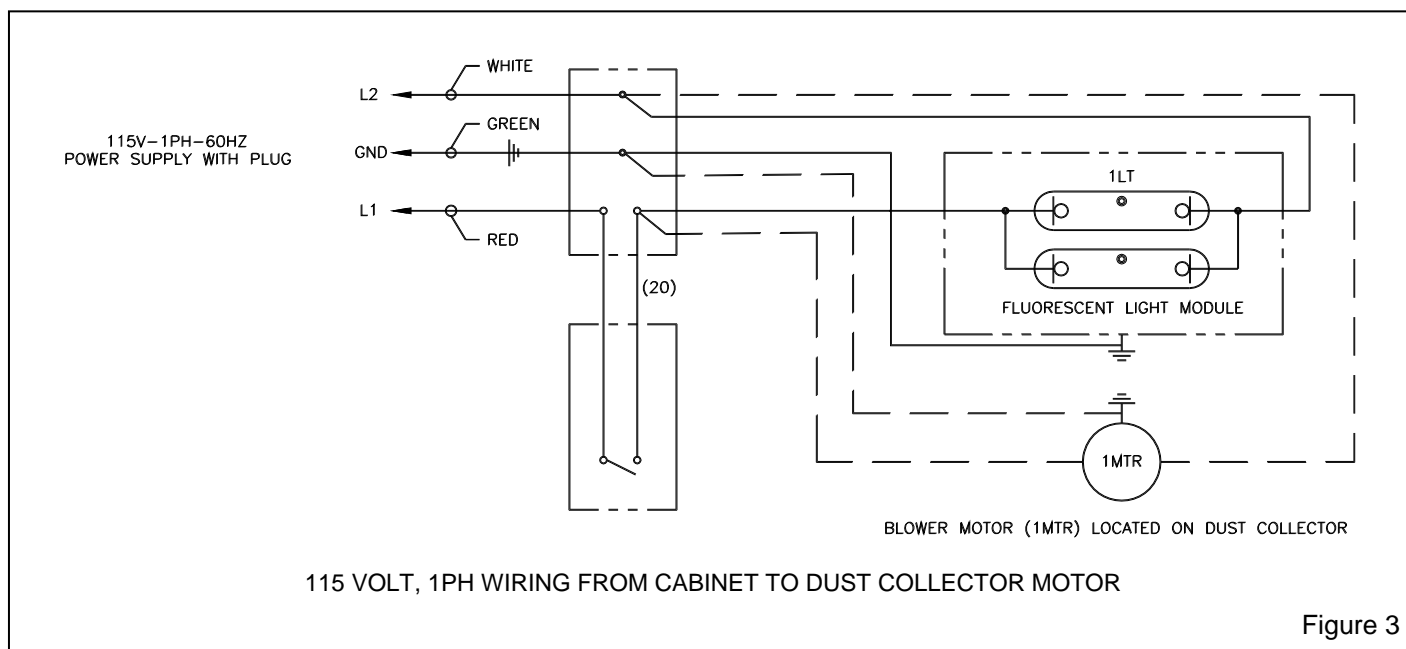 WHITE
L2
GREEN
115V-1PH-60HZ
POWER SUPPLY WITH PLUG
GND
L1
RED
(20)
1LT
FLUORESCENT LIGHT MODULE
1MTR
BLOWER MOTOR (1MTR) LOCATED ON DUST COLLECTOR
115 VOLT, 1PH WIRING FROM CABINET TO DUST COLLECTOR MOTOR
Figure 3